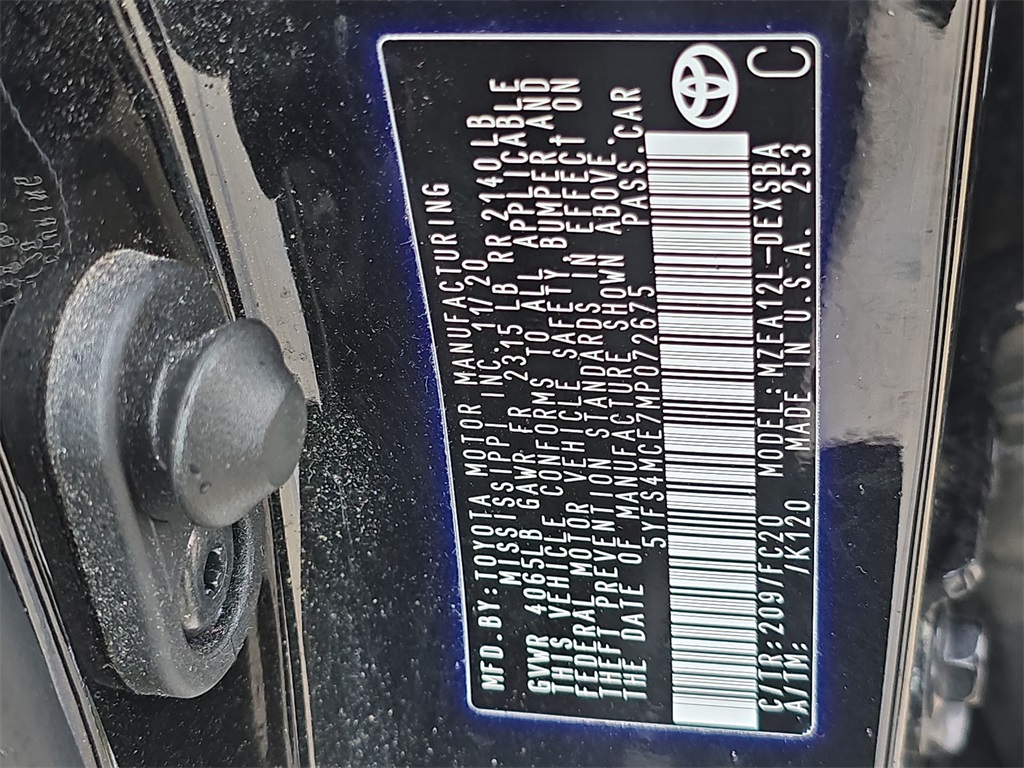 MFD.BY:TOYOTA MOTOR MANUFACTURING
MISSISSIPPI INC. 11/20
GVWR 4065LB GAWR FR 2315 LB RR 2140 LB
THIS VEHICLE CONFORMS TO ALL APPLICABLE
FEDERAL MOTOR VEHICLE SAFETY, BUMPER, AND
THEFT PREVENTION STANDARDS IN EFFECT ON
THE DATE OF MANUFACTURE SHOWN ABOVE.
5YFS4MCE7MP072675 PASS.CAR
C/TR:209/FC20 MODEL:MZEA12L-DEXSBA
A/TM: /K120 MADE IN U.S.A. 253
C